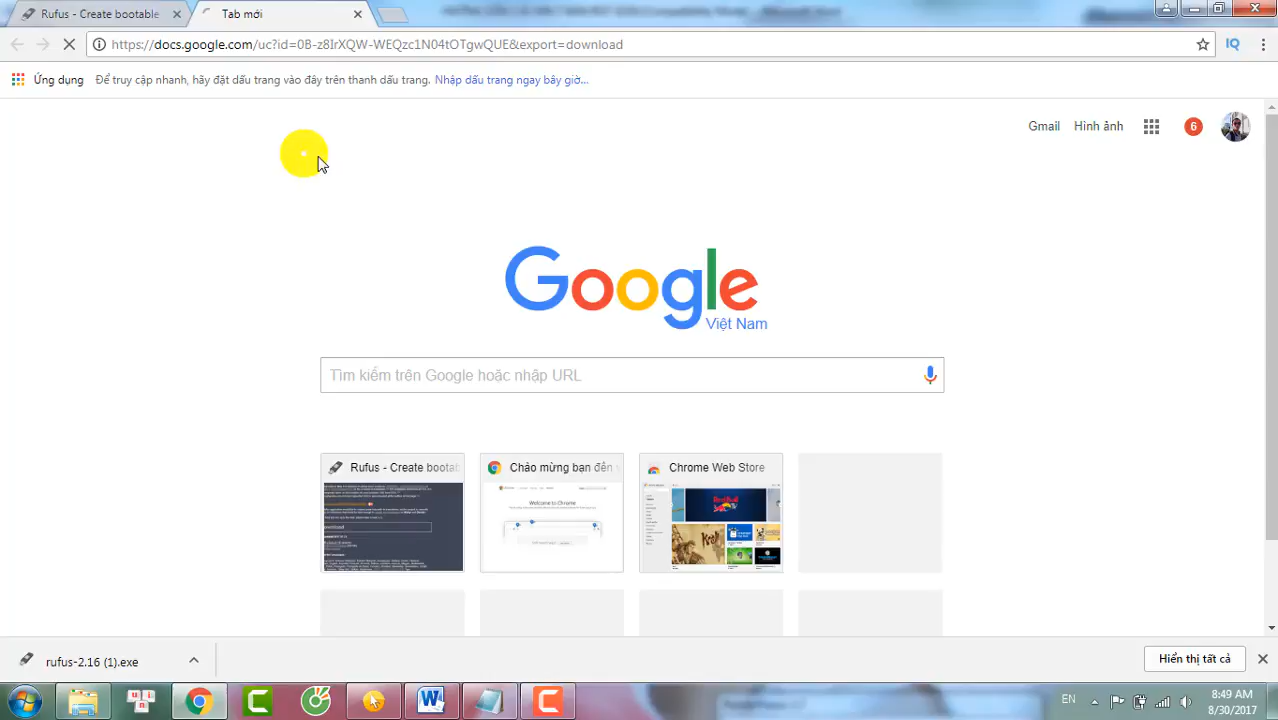 Rufus - Create bootable
Tab mới
https://docs.google.com/uc?id=0B-z8IrXQW-WEQzc1N04tOTgwQUE&export=download
Ứng dụng Để truy cập nhanh, hãy đặt dấu trang vào đây trên thanh dấu trang. Nhập dấu trang ngay bây giờ...
Gmail Hình ảnh 6
Google
Việt Nam
Tìm kiếm trên Google hoặc nhập URL
Rufus - Create bootab
Chào mừng bạn đến
Chrome Web Store
Welcome to Chrome
rufus-2.16 (1).exe
Hiển thị tất cả
EN
8:49 AM
8/30/2017